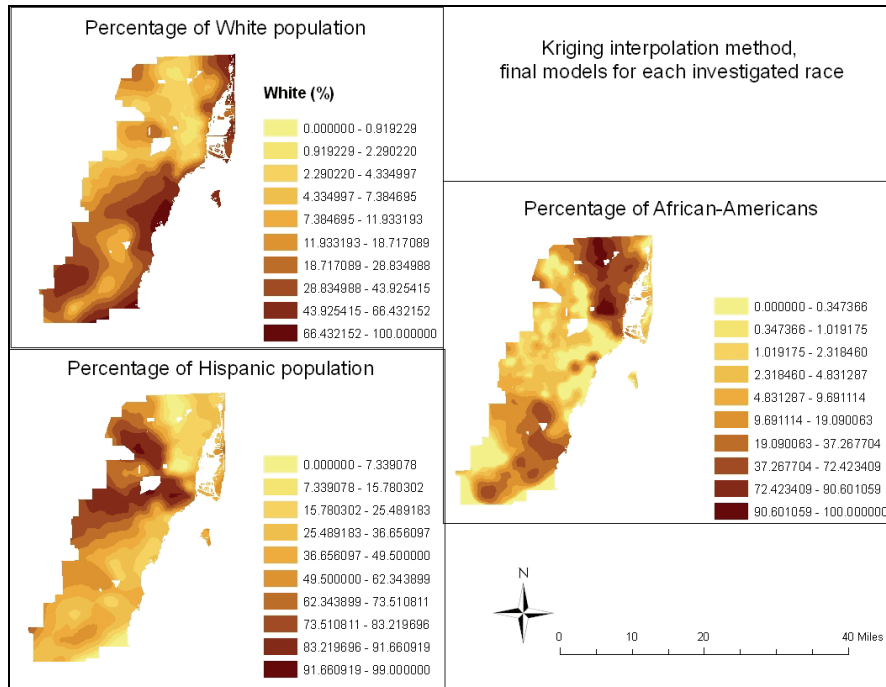 Percentage of White population
White (%)
0.000000 - 0.919229
0.919229 - 2.290220
2.290220 - 4.334997
4.334997 - 7.384695
7.384695 - 11.933193
11.933193 - 18.717089
18.717089 - 28.834988
28.834988 - 43.925415
43.925415 - 66.432152
66.432152 - 100.000000
Kriging interpolation method,
final models for each investigated race
Percentage of African-Americans
0.000000 - 0.347366
0.347366 - 1.019175
1.019175 - 2.318460
2.318460 - 4.831287
4.831287 - 9.691114
9.691114 - 19.090063
19.090063 - 37.267704
37.267704 - 72.423409
72.423409 - 90.601059
90.601059 - 100.000000
Percentage of Hispanic population
0.000000 - 7.339078
7.339078 - 15.780302
15.780302 - 25.489183
25.489183 - 36.656097
36.656097 - 49.500000
49.500000 - 62.343899
62.343899 - 73.510811
73.510811 - 83.219696
83.219696 - 91.660919
91.660919 - 99.000000
N
0 10 20 40 Miles